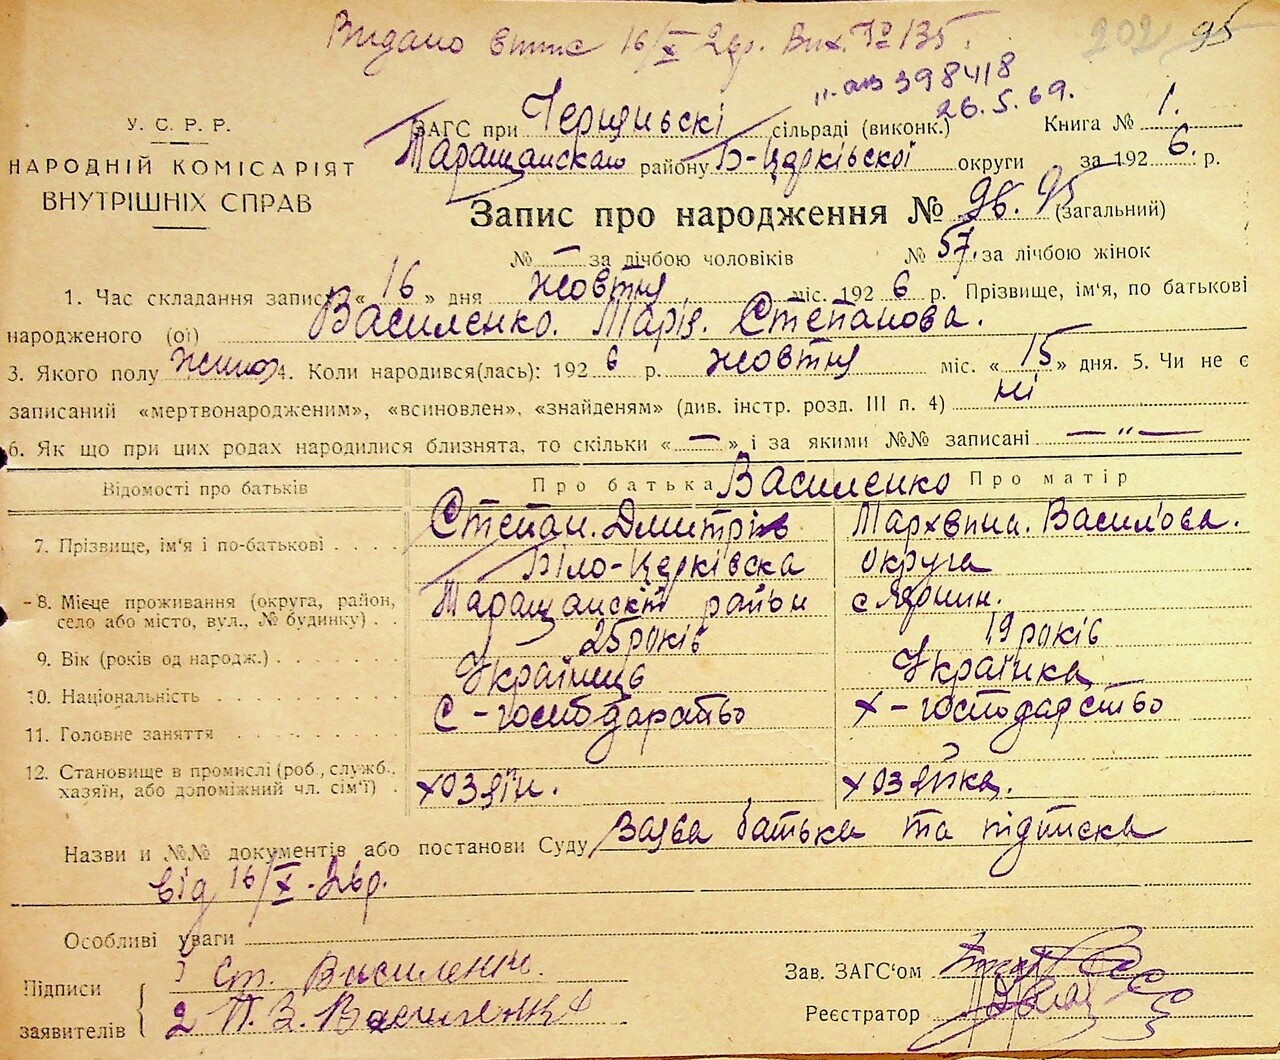 Видано витяг 16/X 26р. Вих. № 135.
202 95
398418
26.5.69.
У. С. Р. Р.
НАРОДНІЙ КОМІСАРІЯТ
ВНУТРІШНІХ СПРАВ
ЗАГС при сільраді (виконк.) Книга № 1.
Таращанскаю району Б-Церківської округи за 1926 р.
Запис про народження № 96. 95 (загальний)
№ — за лічбою чоловіків № 57. за лічбою жінок
1. Час складання запису « 16 » дня жовтня міс. 1926 р. Прізвище, ім'я, по батькові
народженого (ої) Василенко. Марія. Степанова.
3. Якого полу жіноч 4. Коли народився(лась): 1926 р. жовтня міс. « 15 » дня. 5. Чи не є
записаний «мертвонародженим», «всиновлен», «знайденям» (див. інстр. розд. III п. 4) ні
6. Як що при цих родах народилися близнята, то скільки « — » і за якими №№ записані — „ —
Відомості про батьків Про батька Василенко Про матір
7. Прізвище, ім'я і по-батькові Степан. Дмитрів Мархвина. Василь'ова.
Біло-Церківска округа
8. Місце проживання (округа, район, Таращанскій район с
село або місто, вул., № будинку)
9. Вік (років од народж.) 25 років 19 років
10. Національність Українець Українка
11. Головне заняття С-господарство х-господарство
12. Становище в промислі (роб., служб.,
хазяїн, або допоміжний чл. сім'ї) хозяїн. хозяйка.
Назви и №№ документів або постанови Суду Заява батька та підписка
від 16/X-26р.
Особливі уваги
Підписи
заявителів
1 Ст. Василенко.
2 П. З. Василенко
Зав. ЗАГС'ом
Реєстратор